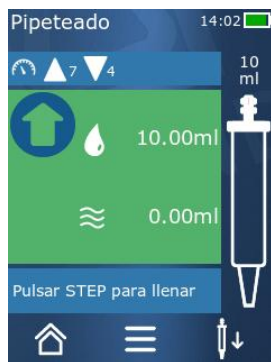 Pipeteado 14:02
7 4 10
ml
10.00ml
0.00ml
Pulsar STEP para llenar